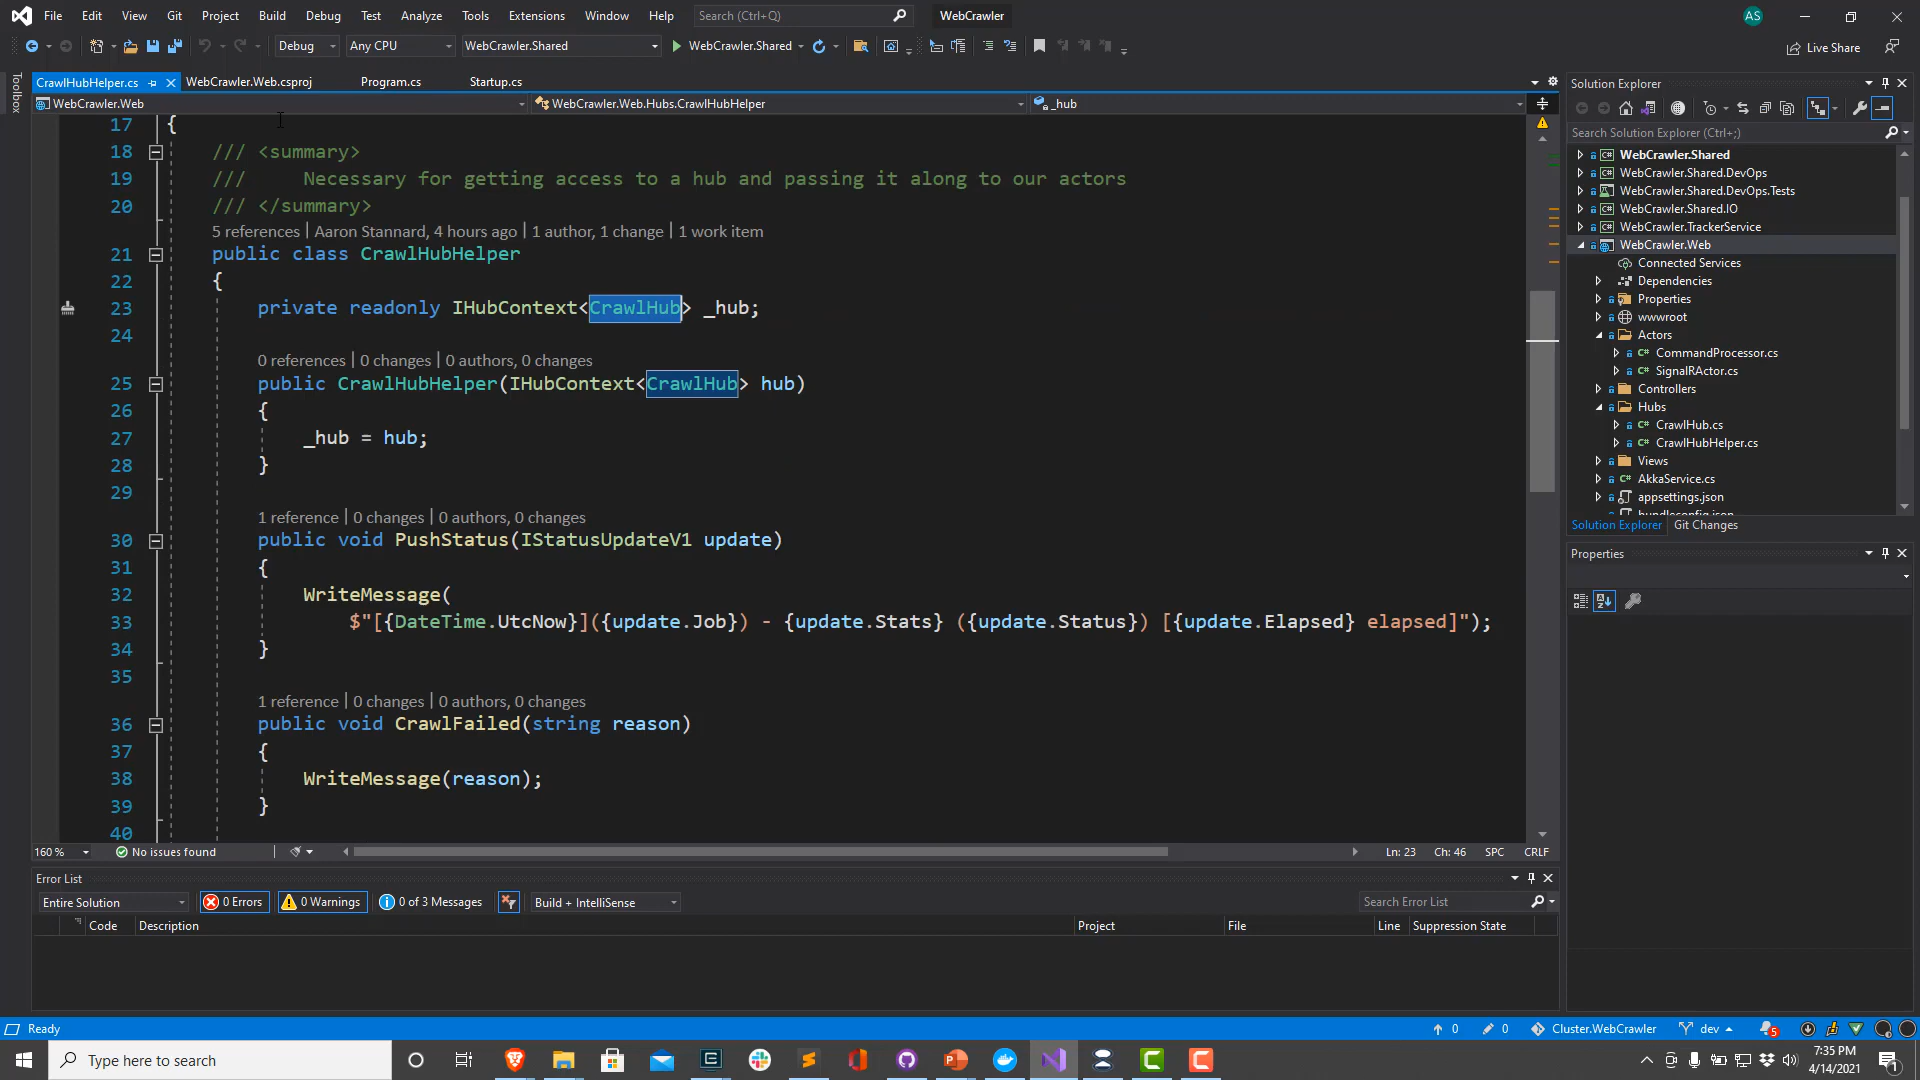 File Edit View Git Project Build Debug Test Analyze Tools Extensions Window Help Search (Ctrl+Q) WebCrawler AS
Debug Any CPU WebCrawler.Shared WebCrawler.Shared Live Share
Toolbox
CrawlHubHelper.cs WebCrawler.Web.csproj Program.cs Startup.cs
WebCrawler.Web WebCrawler.Web.Hubs.CrawlHubHelper _hub
17 {
18 /// <summary>
19 /// Necessary for getting access to a hub and passing it along to our actors
20 /// </summary>
5 references | Aaron Stannard, 4 hours ago | 1 author, 1 change | 1 work item
21 public class CrawlHubHelper
22 {
23 private readonly IHubContext<CrawlHub> _hub;
24
0 references | 0 changes | 0 authors, 0 changes
25 public CrawlHubHelper(IHubContext<CrawlHub> hub)
26 {
27 _hub = hub;
28 }
29
1 reference | 0 changes | 0 authors, 0 changes
30 public void PushStatus(IStatusUpdateV1 update)
31 {
32 WriteMessage(
33 $"[{DateTime.UtcNow}]({update.Job}) - {update.Stats} ({update.Status}) [{update.Elapsed} elapsed]");
34 }
35
1 reference | 0 changes | 0 authors, 0 changes
36 public void CrawlFailed(string reason)
37 {
38 WriteMessage(reason);
39 }
40
160 % No issues found Ln: 23 Ch: 46 SPC CRLF
Error List
Entire Solution 0 Errors 0 Warnings 0 of 3 Messages Build + IntelliSense Search Error List
Code Description Project File Line Suppression State
Solution Explorer
Search Solution Explorer (Ctrl+;)
WebCrawler.Shared
WebCrawler.Shared.DevOps
WebCrawler.Shared.DevOps.Tests
WebCrawler.Shared.IO
WebCrawler.TrackerService
WebCrawler.Web
Connected Services
Dependencies
Properties
wwwroot
Actors
CommandProcessor.cs
SignalRActor.cs
Controllers
Hubs
CrawlHub.cs
CrawlHubHelper.cs
Views
AkkaService.cs
appsettings.json
bundleconfig.json
Solution Explorer Git Changes
Properties
Ready 0 0 Cluster.WebCrawler dev 5
Type here to search 7:35 PM
4/14/2021 1